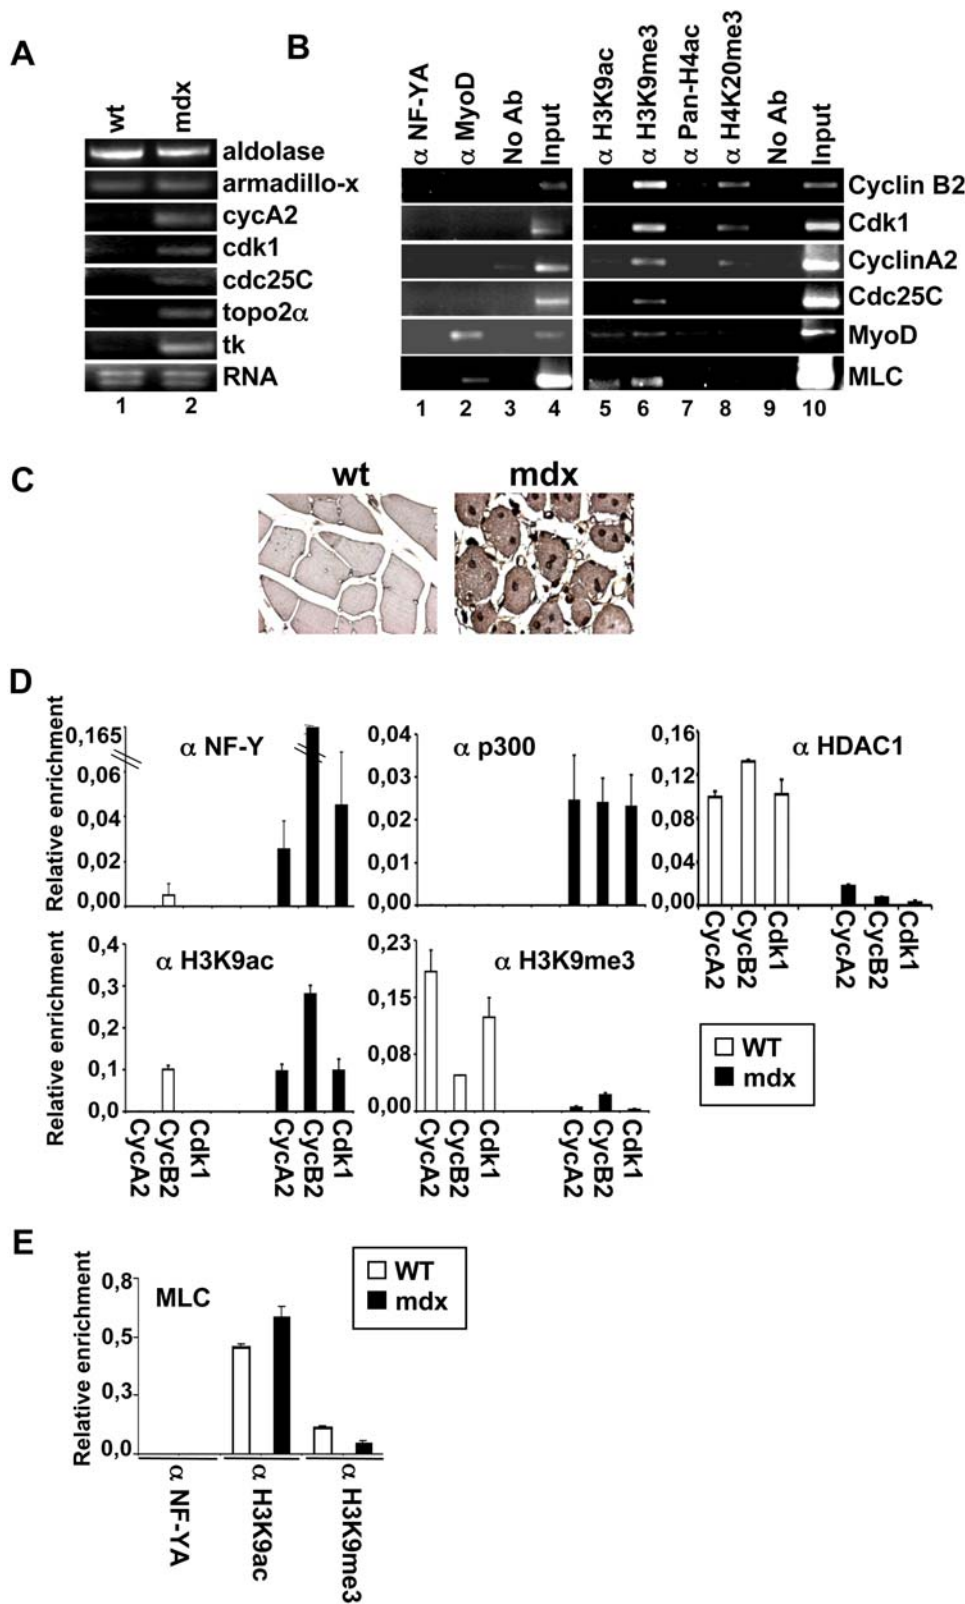 A
wt
mdx
aldolase
armadillo-x
cycA2
cdk1
cdc25C
topo2α
tk
RNA
1 2
B
α NF-YA
α MyoD
No Ab
Input
α H3K9ac
α H3K9me3
α Pan-H4ac
α H4K20me3
No Ab
Input
Cyclin B2
Cdk1
CyclinA2
Cdc25C
MyoD
MLC
1 2 3 4 5 6 7 8 9 10
C
wt
mdx
D
Relative enrichment
0,165
0,06
0,04
0,02
0,00
α NF-Y
0,04
0,03
0,02
0,01
0,00
α p300
0,16
0,12
0,08
0,04
0,00
α HDAC1
CycA2
CycB2
Cdk1
CycA2
CycB2
Cdk1
Relative enrichment
0,4
0,3
0,2
0,1
0,0
α H3K9ac
CycA2
CycB2
Cdk1
CycA2
CycB2
Cdk1
0,23
0,15
0,08
0,00
α H3K9me3
CycA2
CycB2
Cdk1
CycA2
CycB2
Cdk1
WT
mdx
E
Relative enrichment
0,8
0,5
0,3
0,0
MLC
WT
mdx
α NF-YA
α H3K9ac
α H3K9me3